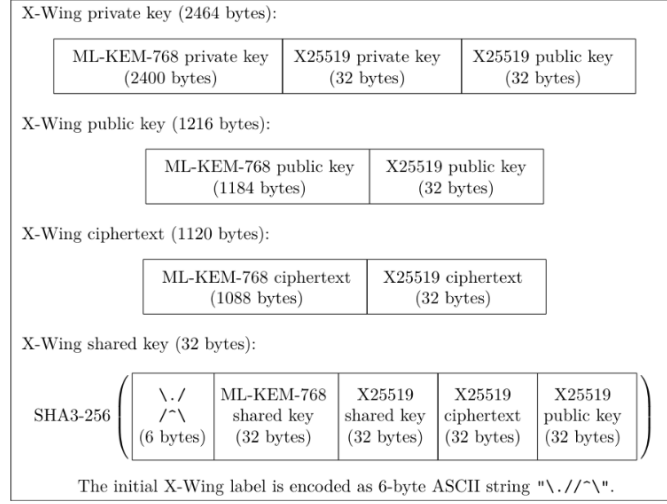 X-Wing private key (2464 bytes):
ML-KEM-768 private key X25519 private key X25519 public key
(2400 bytes) (32 bytes) (32 bytes)
X-Wing public key (1216 bytes):
ML-KEM-768 public key X25519 public key
(1184 bytes) (32 bytes)
X-Wing ciphertext (1120 bytes):
ML-KEM-768 ciphertext X25519 ciphertext
(1088 bytes) (32 bytes)
X-Wing shared key (32 bytes):
\./ ML-KEM-768 X25519 X25519 X25519
SHA3-256 ( /^\ shared key shared key ciphertext public key )
(6 bytes) (32 bytes) (32 bytes) (32 bytes) (32 bytes)
The initial X-Wing label is encoded as 6-byte ASCII string "\.//^\".